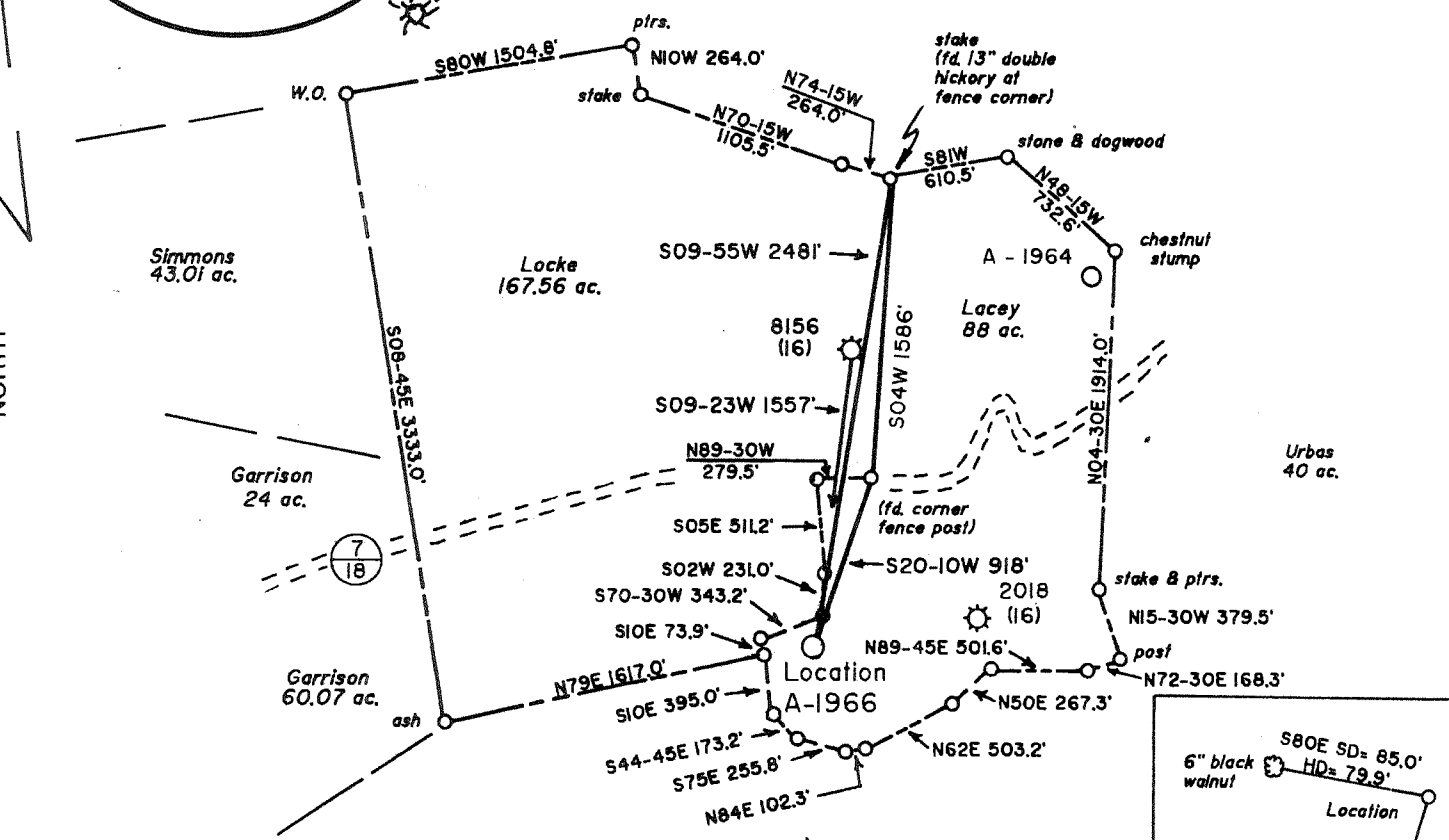 ptrs.
S80W 1504.8'
N10W 264.0'
W.O.
stake
stake
(fd. 13" double
hickory at
fence corner)
N74-15W
264.0'
N70-15W
1105.5'
stone & dogwood
S81W
610.5'
N48-15W
732.6'
chestnut
stump
A - 1964
Simmons
43.01 ac.
Locke
167.56 ac.
S09-55W 2481'
Lacey
88 ac.
8156
(16)
S04W 1586'
S08-45E 3333.0'
N04-30E 1914.0'
NORTH
S09-23W 1557'
N89-30W
279.5'
Urbas
40 ac.
Garrison
24 ac.
(fd. corner
fence post)
S05E 511.2'
7
18
S02W 231.0'
S20-10W 918'
stake & ptrs.
S70-30W 343.2'
2018
(16)
N15-30W 379.5'
S10E 73.9'
N89-45E 501.6'
post
Location
A-1966
N72-30E 168.3'
Garrison
60.07 ac.
N79E 1617.0'
S10E 395.0'
N50E 267.3'
ash
S44-45E 173.2'
N62E 503.2'
S75E 255.8'
N84E 102.3'
S80E SD= 85.0'
HD= 79.9'
6" black
walnut
Location